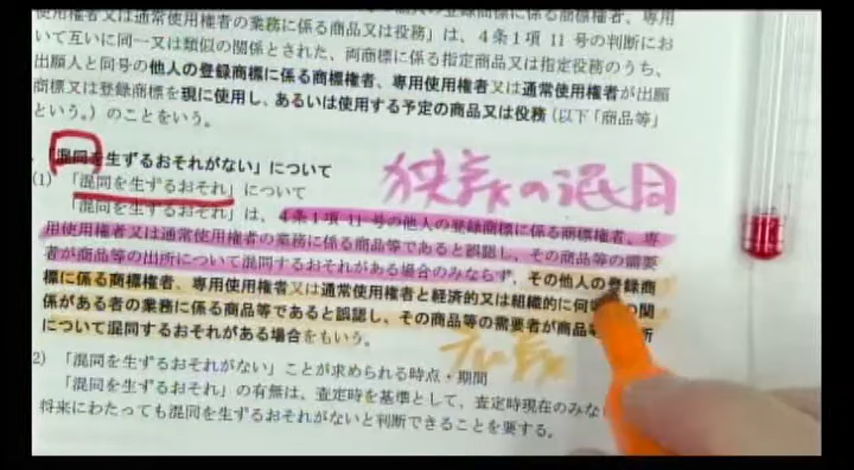 用使用権者又は通常使用権者の業務に係る商品又は役務」は、4条1項 11 号の判断にお
いて互いに同一又は類似の関係とされた、両商標に係る指定商品又は指定役務のうち、
出願人と同号の他人の登録商標に係る商標権者、専用使用権者又は通常使用権者が出願
商標又は登録商標を現に使用し、あるいは使用する予定の商品又は役務（以下「商品等」
という。）のことをいう。
「混同を生ずるおそれがない」について
(1) 「混同を生ずるおそれ」について
狭義の混同
「混同を生ずるおそれ」は、4条1項 11 号の他人の登録商標に係る商標権者、専
用使用権者又は通常使用権者の業務に係る商品等であると誤認し、その商品等の需要
者が商品等の出所について混同するおそれがある場合のみならず、その他人の登録商
標に係る商標権者、専用使用権者又は通常使用権者と経済的又は組織的に何 の関
係がある者の業務に係る商品等であると誤認し、その商品等の需要者が商品 所
について混同するおそれがある場合をもいう。
広義
2) 「混同を生ずるおそれがない」ことが求められる時点・期間
「混同を生ずるおそれ」の有無は、査定時を基準として、査定時現在のみな
将来にわたっても混同を生ずるおそれがないと判断できることを要する。